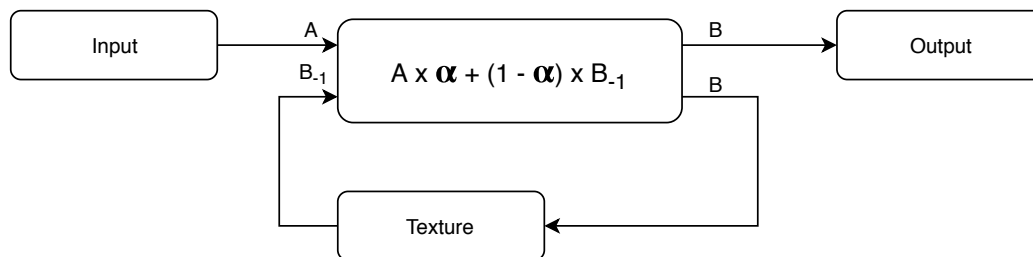 Input
A
B-1
A x α + (1 - α) x B-1
B
B
Output
Texture